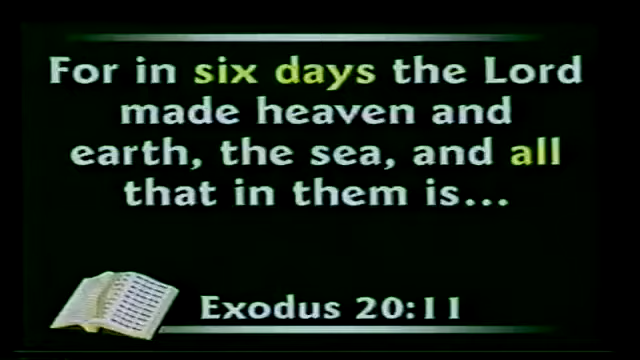 For in six days the Lord
made heaven and
earth, the sea, and all
that in them is...
Exodus 20:11